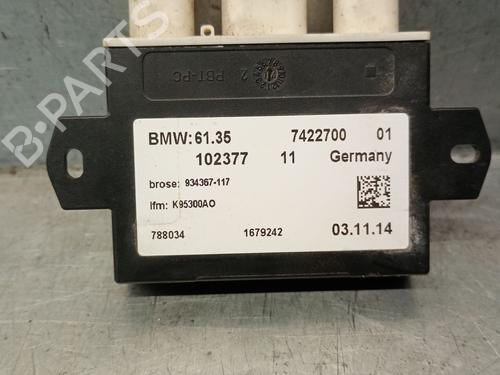 PBT-PC 2
BMW: 61.35 7422700 01
102377 11 Germany
brose: 934367-117
lfm: K95300AO
788034 1679242 03.11.14
B-PARTS